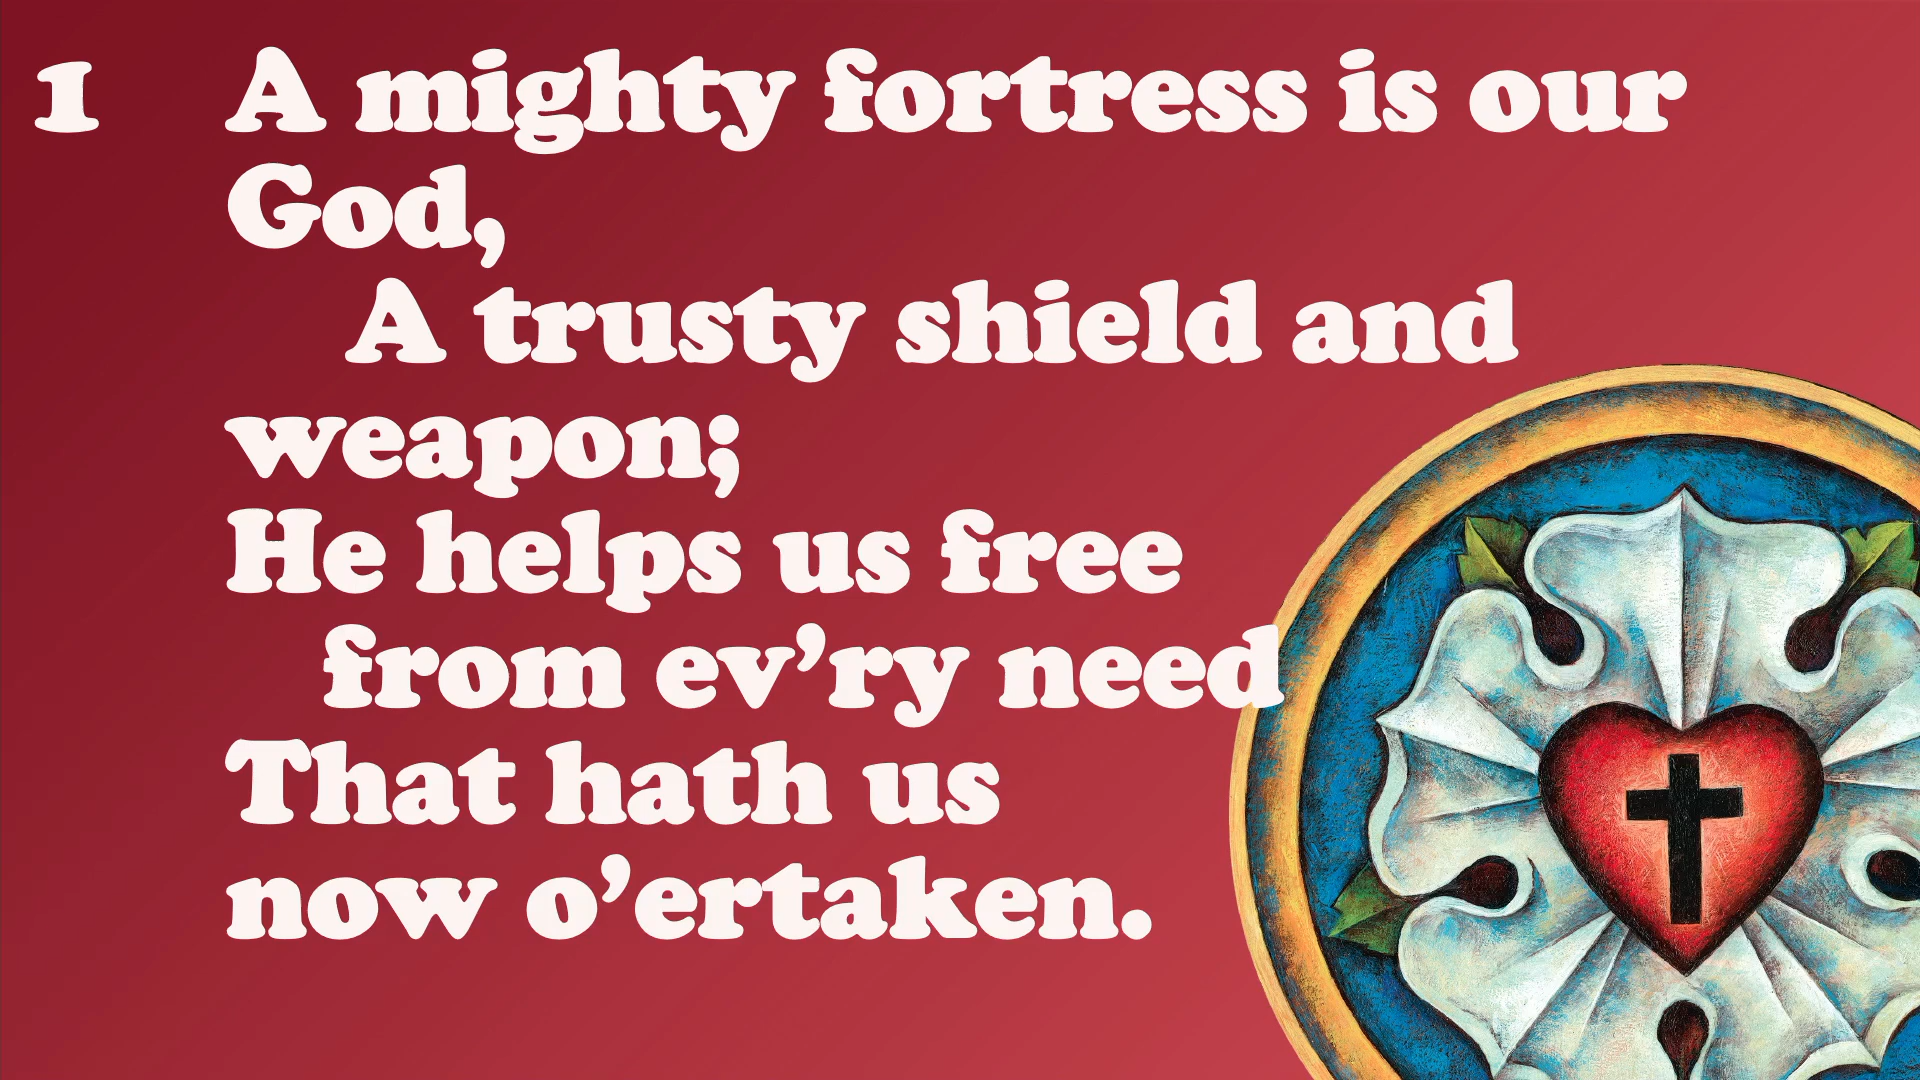 1 A mighty fortress is our
God,
A trusty shield and
weapon;
He helps us free
from ev’ry need
That hath us
now o’ertaken.